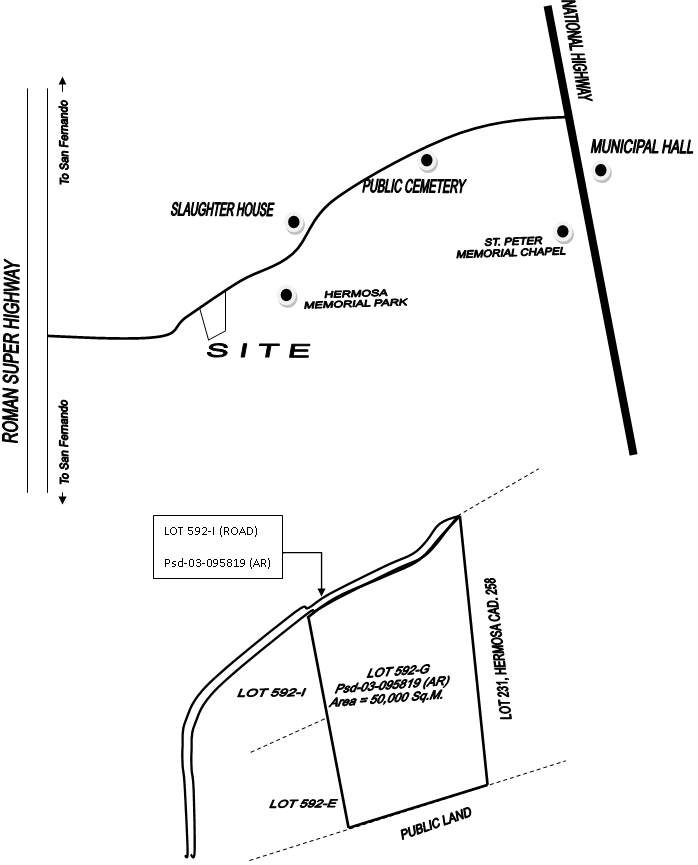 NATIONAL HIGHWAY
To San Fernando
MUNICIPAL HALL
PUBLIC CEMETERY
SLAUGHTER HOUSE
ST. PETER
MEMORIAL CHAPEL
HERMOSA
MEMORIAL PARK
SITE
ROMAN SUPER HIGHWAY
To San Fernando
LOT 592-I (ROAD)
Psd-03-095819 (AR)
LOT 231, HERMOSA CAD. 258
LOT 592-G
Psd-03-095819 (AR)
Area = 50,000 Sq.M.
LOT 592-I
LOT 592-E
PUBLIC LAND